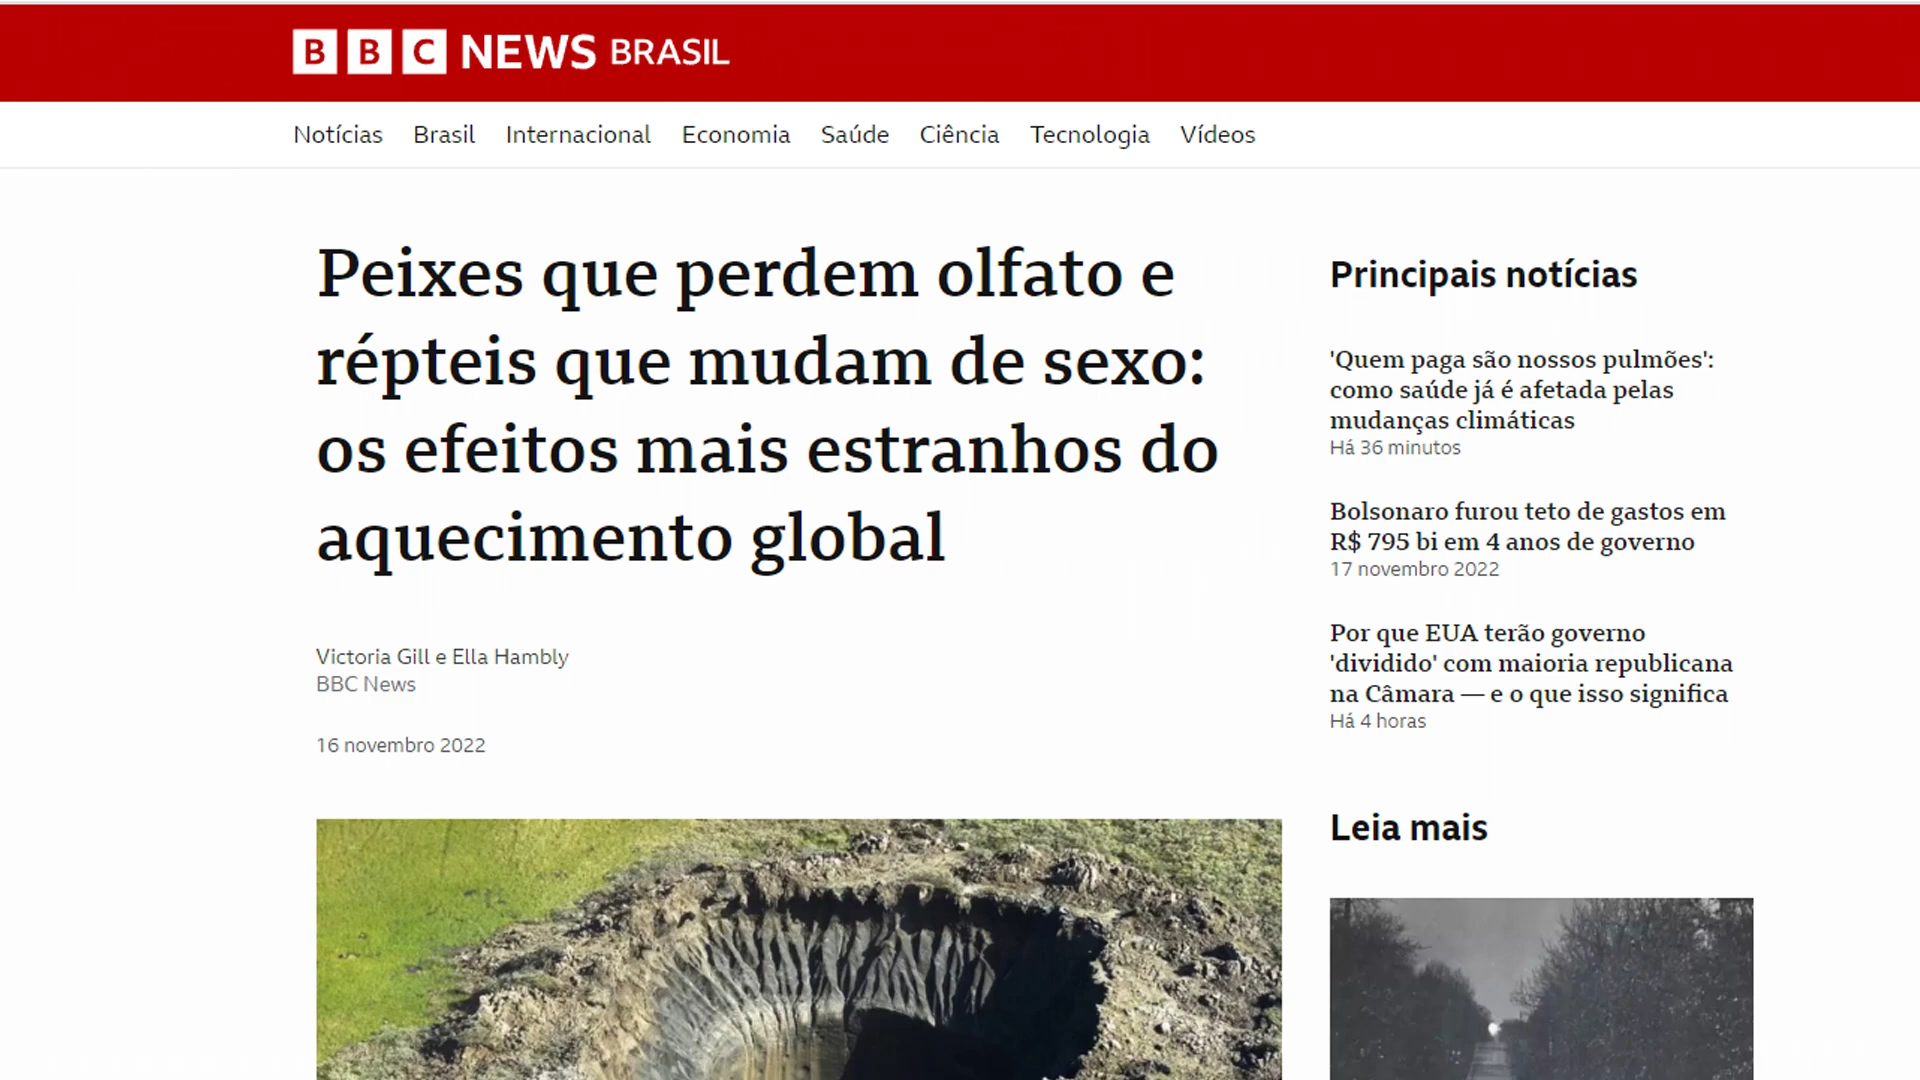 BBC NEWS BRASIL
Notícias Brasil Internacional Economia Saúde Ciência Tecnologia Vídeos
Peixes que perdem olfato e
répteis que mudam de sexo:
os efeitos mais estranhos do
aquecimento global
Victoria Gill e Ella Hambly
BBC News
16 novembro 2022
Principais notícias
'Quem paga são nossos pulmões':
como saúde já é afetada pelas
mudanças climáticas
Há 36 minutos
Bolsonaro furou teto de gastos em
R$ 795 bi em 4 anos de governo
17 novembro 2022
Por que EUA terão governo
'dividido' com maioria republicana
na Câmara — e o que isso significa
Há 4 horas
Leia mais